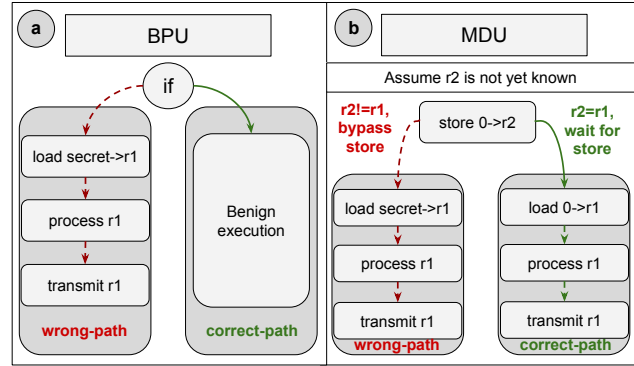 a
BPU
if
load secret->r1
process r1
transmit r1
wrong-path
Benign
execution
correct-path
b
MDU
Assume r2 is not yet known
r2!=r1,
bypass
store
store 0->r2
r2=r1,
wait for
store
load secret->r1
process r1
transmit r1
wrong-path
load 0->r1
process r1
transmit r1
correct-path